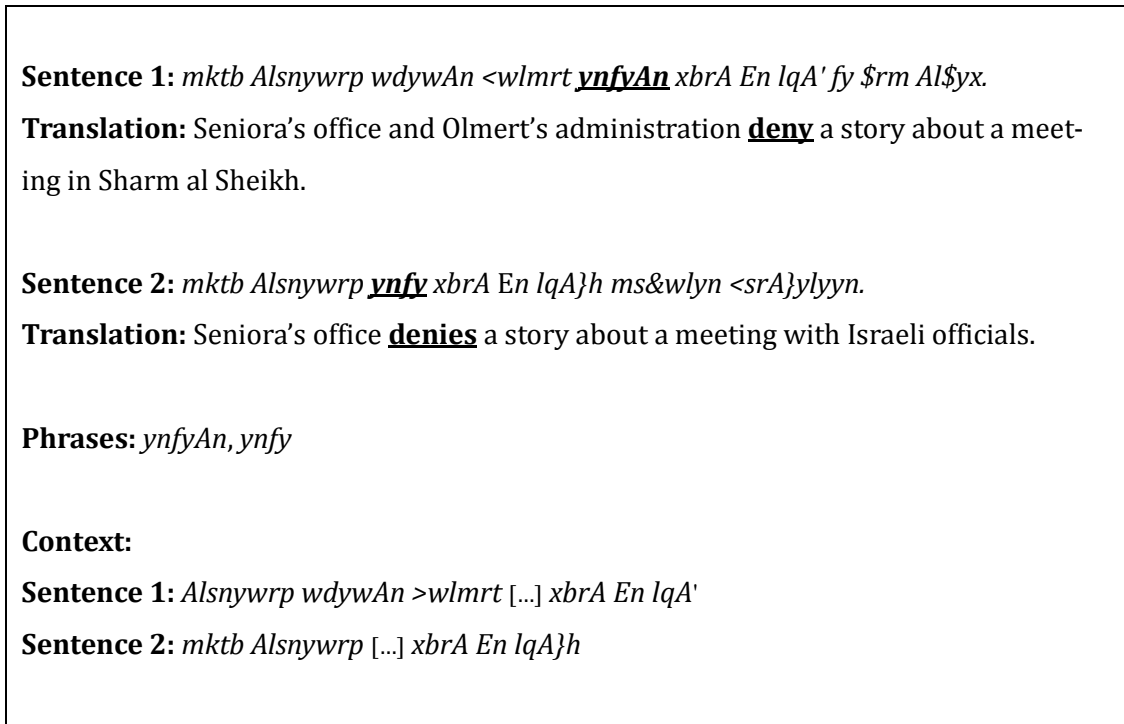 Sentence 1: mktb Alsnywrp wdywAn <wlmrt ynfyAn xbrA En lqA' fy $rm Al$yx.
Translation: Seniora’s office and Olmert’s administration deny a story about a meet-
ing in Sharm al Sheikh.
Sentence 2: mktb Alsnywrp ynfy xbrA En lqA}h ms&wlyn <srA}ylyyn.
Translation: Seniora’s office denies a story about a meeting with Israeli officials.
Phrases: ynfyAn, ynfy
Context:
Sentence 1: Alsnywrp wdywAn >wlmrt [...] xbrA En lqA'
Sentence 2: mktb Alsnywrp [...] xbrA En lqA}h